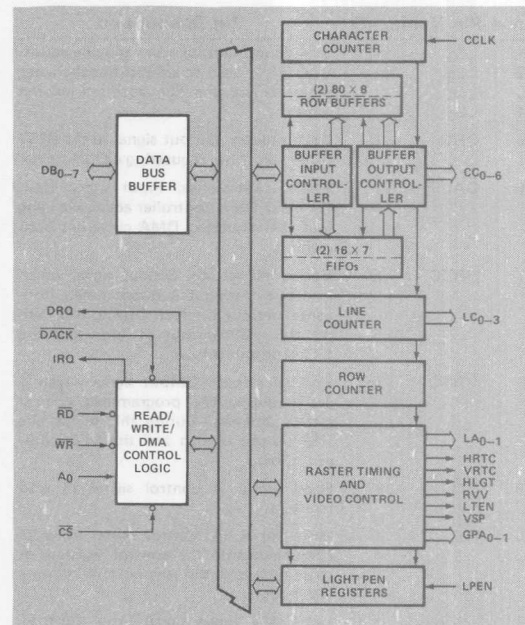 CHARACTER
COUNTER
CCLK
(2) 80 X 8
ROW BUFFERS
DB0–7
DATA
BUS
BUFFER
BUFFER
INPUT
CONTROL-
LER
BUFFER
OUTPUT
CONTROL-
LER
CC0–6
(2) 16 X 7
FIFOs
DRQ
DACK
IRQ
LINE
COUNTER
LC0–3
ROW
COUNTER
RD
WR
A0
CS
READ/
WRITE/
DMA
CONTROL
LOGIC
RASTER TIMING
AND
VIDEO CONTROL
LA0–1
HRTC
VRTC
HLGT
RVV
LTEN
VSP
GPA0–1
LIGHT PEN
REGISTERS
LPEN